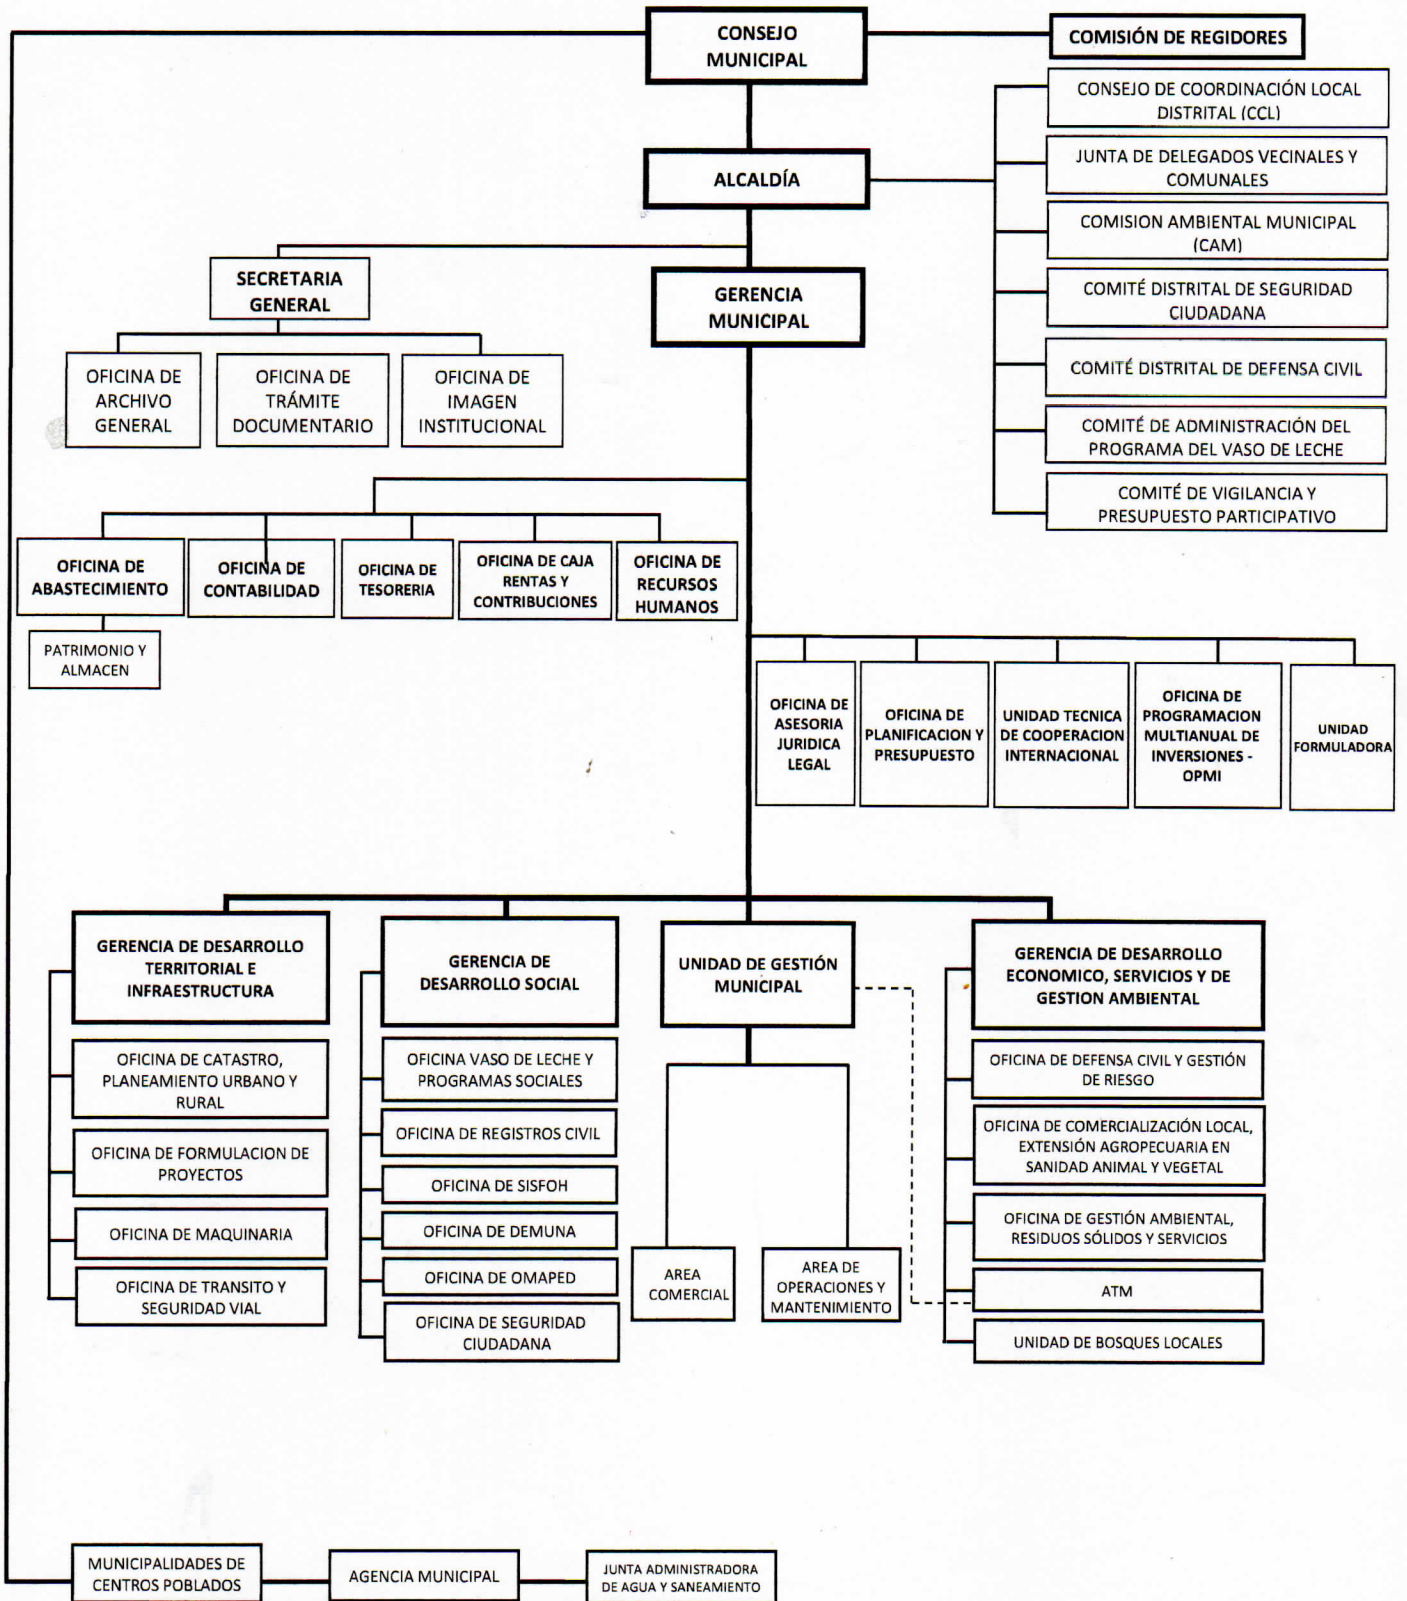 CONSEJO
MUNICIPAL
COMISIÓN DE REGIDORES
CONSEJO DE COORDINACIÓN LOCAL
DISTRITAL (CCL)
JUNTA DE DELEGADOS VECINALES Y
COMUNALES
COMISION AMBIENTAL MUNICIPAL
(CAM)
COMITÉ DISTRITAL DE SEGURIDAD
CIUDADANA
COMITÉ DISTRITAL DE DEFENSA CIVIL
COMITÉ DE ADMINISTRACIÓN DEL
PROGRAMA DEL VASO DE LECHE
COMITÉ DE VIGILANCIA Y
PRESUPUESTO PARTICIPATIVO
ALCALDÍA
SECRETARIA
GENERAL
GERENCIA
MUNICIPAL
OFICINA DE
ARCHIVO
GENERAL
OFICINA DE
TRÁMITE
DOCUMENTARIO
OFICINA DE
IMAGEN
INSTITUCIONAL
OFICINA DE
ABASTECIMIENTO
OFICINA DE
CONTABILIDAD
OFICINA DE
TESORERIA
OFICINA DE CAJA
RENTAS Y
CONTRIBUCIONES
OFICINA DE
RECURSOS
HUMANOS
PATRIMONIO Y
ALMACEN
OFICINA DE
ASESORIA
JURIDICA
LEGAL
OFICINA DE
PLANIFICACION Y
PRESUPUESTO
UNIDAD TECNICA
DE COOPERACION
INTERNACIONAL
OFICINA DE
PROGRAMACION
MULTIANUAL DE
INVERSIONES -
OPMI
UNIDAD
FORMULADORA
GERENCIA DE DESARROLLO
TERRITORIAL E
INFRAESTRUCTURA
OFICINA DE CATASTRO,
PLANEAMIENTO URBANO Y
RURAL
OFICINA DE FORMULACION DE
PROYECTOS
OFICINA DE MAQUINARIA
OFICINA DE TRANSITO Y
SEGURIDAD VIAL
GERENCIA DE
DESARROLLO SOCIAL
OFICINA VASO DE LECHE Y
PROGRAMAS SOCIALES
OFICINA DE REGISTROS CIVIL
OFICINA DE SISFOH
OFICINA DE DEMUNA
OFICINA DE OMAPED
OFICINA DE SEGURIDAD
CIUDADANA
UNIDAD DE GESTIÓN
MUNICIPAL
AREA
COMERCIAL
AREA DE
OPERACIONES Y
MANTENIMIENTO
GERENCIA DE DESARROLLO
ECONOMICO, SERVICIOS Y DE
GESTION AMBIENTAL
OFICINA DE DEFENSA CIVIL Y GESTIÓN
DE RIESGO
OFICINA DE COMERCIALIZACIÓN LOCAL,
EXTENSIÓN AGROPECUARIA EN
SANIDAD ANIMAL Y VEGETAL
OFICINA DE GESTIÓN AMBIENTAL,
RESIDUOS SÓLIDOS Y SERVICIOS
ATM
UNIDAD DE BOSQUES LOCALES
MUNICIPALIDADES DE
CENTROS POBLADOS
AGENCIA MUNICIPAL
JUNTA ADMINISTRADORA
DE AGUA Y SANEAMIENTO